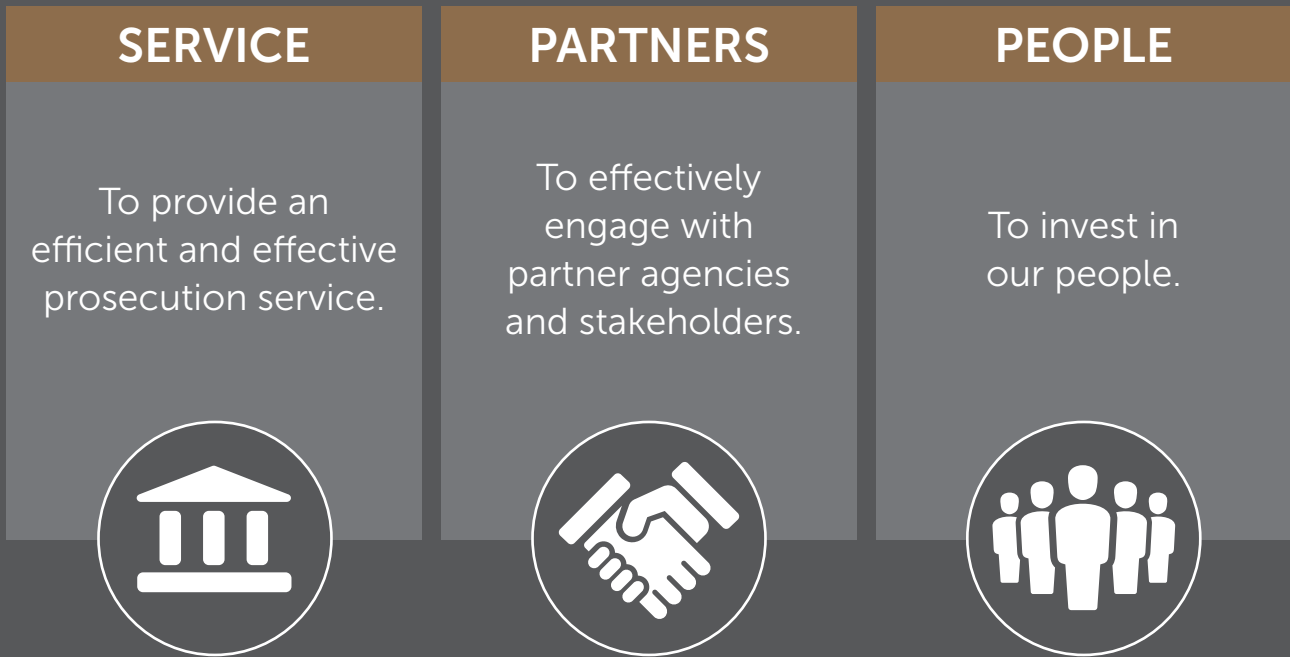 SERVICE
To provide an
efficient and effective
prosecution service.
PARTNERS
To effectively
engage with
partner agencies
and stakeholders.
PEOPLE
To invest in
our people.